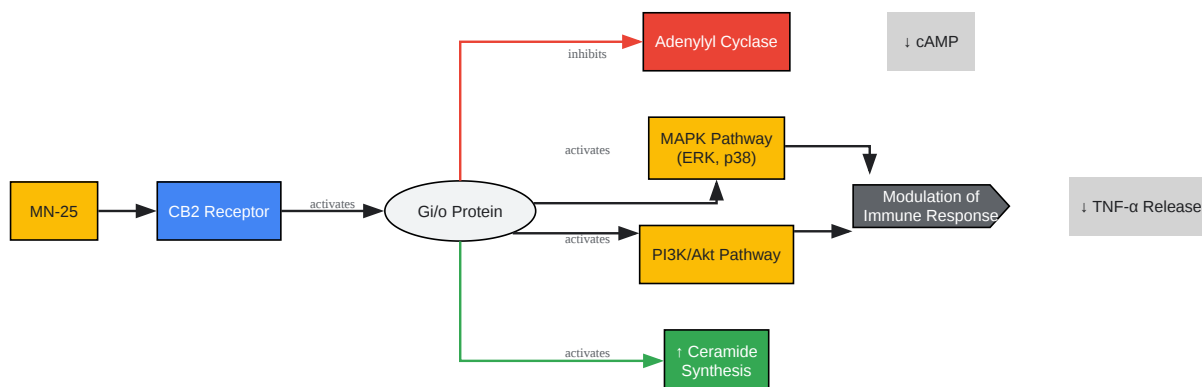 Adenylyl Cyclase
↓ cAMP
inhibits
MAPK Pathway
(ERK, p38)
activates
MN-25
CB2 Receptor
activates
Gi/o Protein
Modulation of
Immune Response
↓ TNF-α Release
activates
PI3K/Akt Pathway
activates
↑ Ceramide
Synthesis